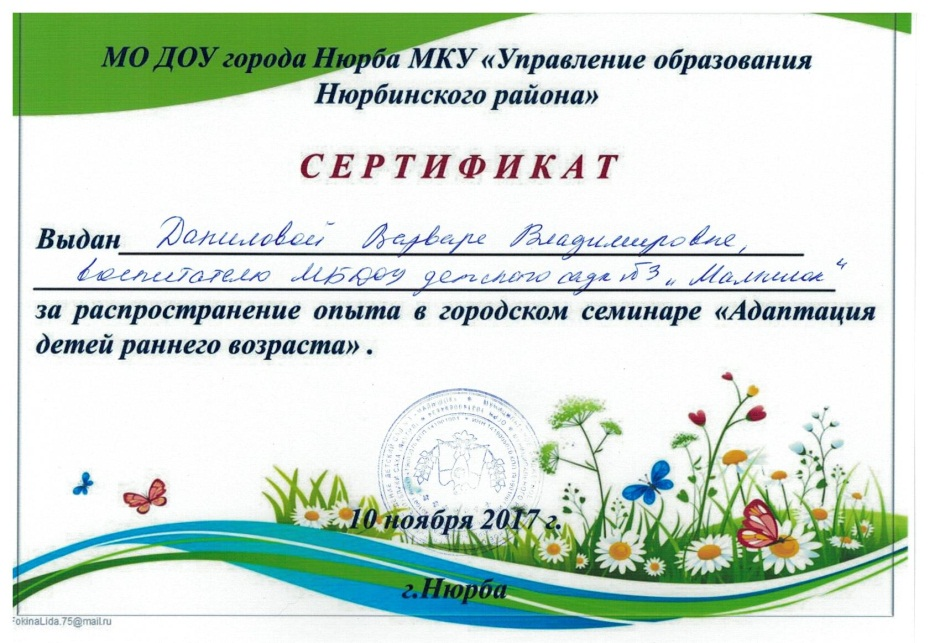 МО ДОУ города Нюрба МКУ «Управление образования
Нюрбинского района»
СЕРТИФИКАТ
Выдан Даниловой Варваре Владимировне,
воспитателю МБДОУ детского сада №3 „Малышок“
за распространение опыта в городском семинаре «Адаптация
детей раннего возраста» .
10 ноября 2017 г.
г.Нюрба
FokinaLida.75@mail.ru